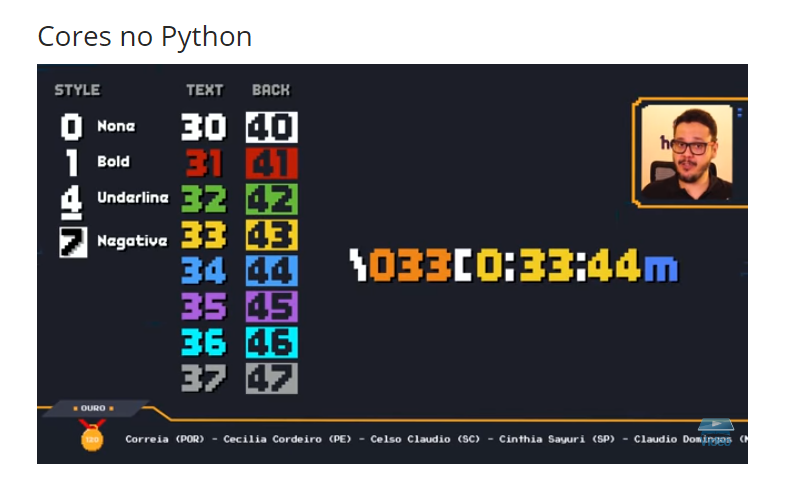 Cores no Python
STYLE TEXT BACK
0 None 30 40
1 Bold 31 41
4 Underline 32 42
7 Negative 33 43
34 44
\033[0;33;44m
35 45
36 46
37 47
OURO
120
Correia (POR) - Cecilia Cordeiro (PE) - Celso Claudio (SC) - Cinthia Sayuri (SP) - Claudio Domingos